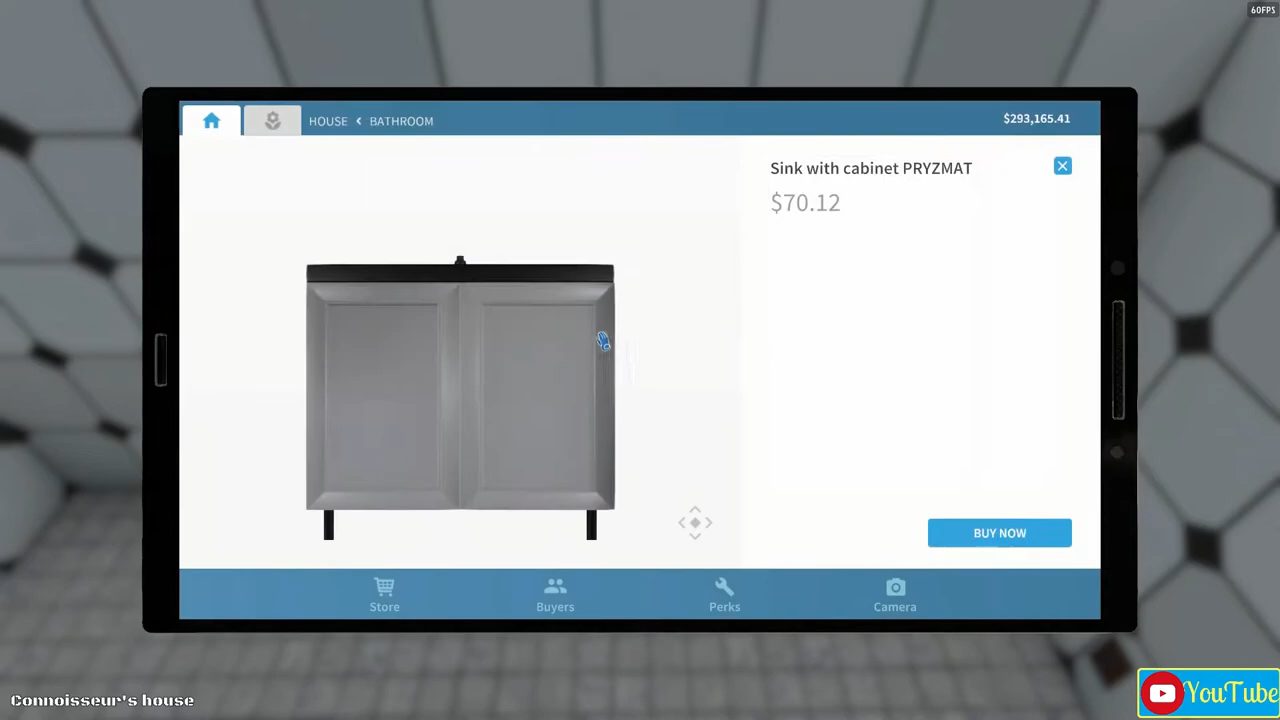 60FPS
HOUSE < BATHROOM
$293,165.41
Sink with cabinet PRYZMAT
$70.12
BUY NOW
Store
Buyers
Perks
Camera
Connoisseur's house
YouTube